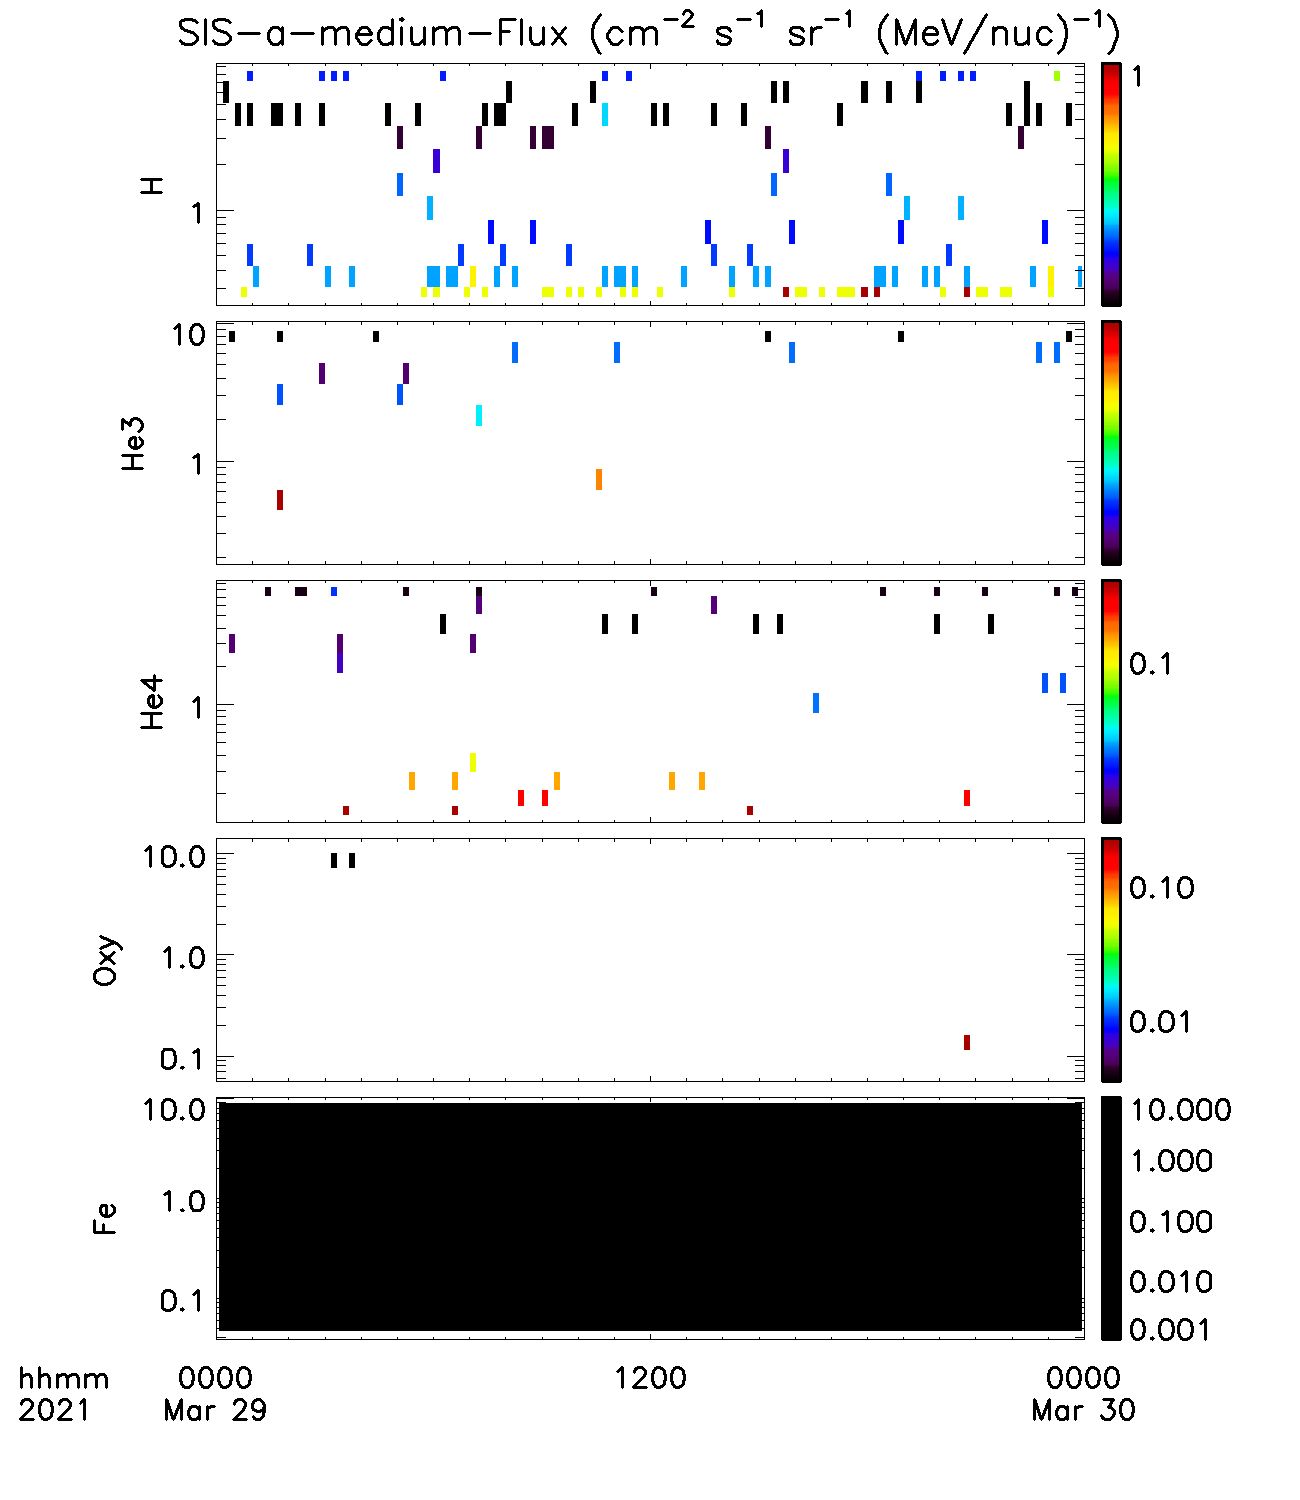 SIS-a-medium-Flux (cm⁻² s⁻¹ sr⁻¹ (MeV/nuc)⁻¹)
H
1
1
He3
10
1
He4
1
0.1
Oxy
10.0
1.0
0.1
0.10
0.01
Fe
10.0
1.0
0.1
10.000
1.000
0.100
0.010
0.001
hhmm 0000 1200 0000
2021 Mar 29 Mar 30